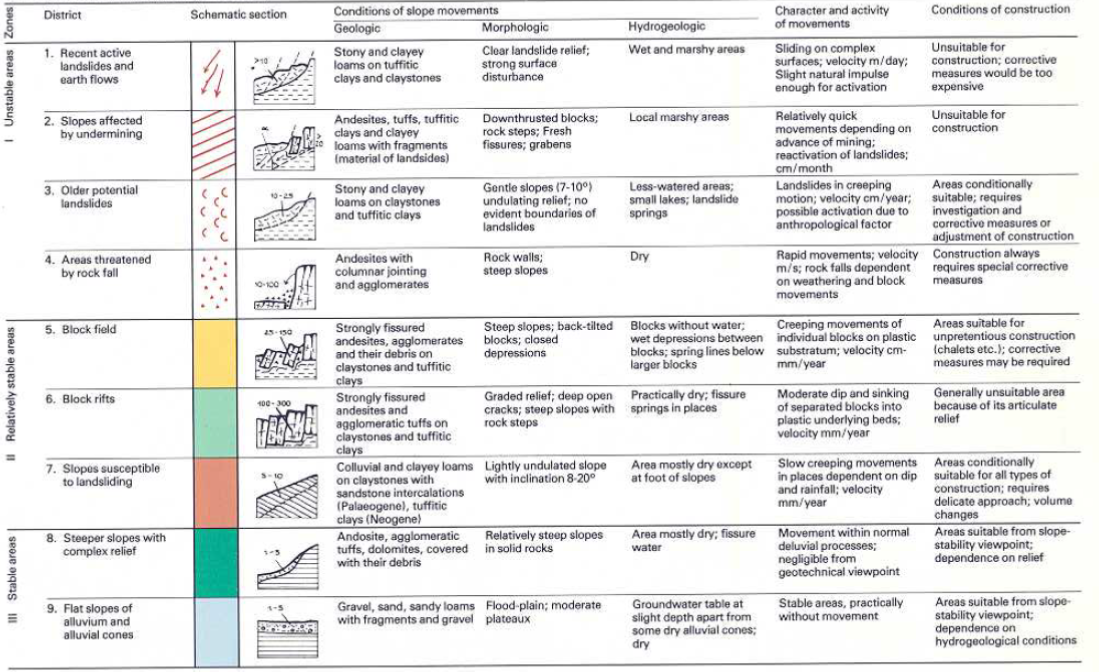 Zones
District
Schematic section
Conditions of slope movements
Geologic
Morphologic
Hydrogeologic
Character and activity
of movements
Conditions of construction
I Unstable areas
1. Recent active
landslides and
earth flows
>10
Stony and clayey
loams on tuffitic
clays and claystones
Clear landslide relief;
strong surface
disturbance
Wet and marshy areas
Sliding on complex
surfaces; velocity m/day;
Slight natural impulse
enough for activation
Unsuitable for
construction; corrective
measures would be too
expensive
2. Slopes affected
by undermining
Andesites, tuffs, tuffitic
clays and clayey
loams with fragments
(material of landsides)
Downthrusted blocks;
rock steps; Fresh
fissures; grabens
Local marshy areas
Relatively quick
movements depending on
advance of mining;
reactivation of landslides;
cm/month
Unsuitable for
construction
3. Older potential
landslides
10-25
Stony and clayey
loams on claystones
and tuffitic clays
Gentle slopes (7-10°)
undulating relief; no
evident boundaries of
landslides
Less-watered areas;
small lakes; landslide
springs
Landslides in creeping
motion; velocity cm/year;
possible activation due to
anthropological factor
Areas conditionally
suitable; requires
investigation and
corrective measures or
adjustment of construction
4. Areas threatened
by rock fall
10-100
Andesites with
columnar jointing
and agglomerates
Rock walls;
steep slopes
Dry
Rapid movements; velocity
m/s; rock falls dependent
on weathering and block
movements
Construction always
requires special corrective
measures
II Relatively stable areas
5. Block field
25-150
Strongly fissured
andesites, agglomerates
and their debris on
claystones and tuffitic
clays
Steep slopes; back-tilted
blocks; closed
depressions
Blocks without water;
wet depressions between
blocks; spring lines below
larger blocks
Creeping movements of
individual blocks on plastic
substratum; velocity cm-
mm/year
Areas suitable for
unpretentious construction
(chalets etc.); corrective
measures may be required
6. Block rifts
100-300
Strongly fissured
andesites and
agglomeratic tuffs on
claystones and tuffitic
clays
Graded relief; deep open
cracks; steep slopes with
rock steps
Practically dry; fissure
springs in places
Moderate dip and sinking
of separated blocks into
plastic underlying beds;
velocity mm/year
Generally unsuitable area
because of its articulate
relief
7. Slopes susceptible
to landsliding
5-10
Colluvial and clayey loams
on claystones with
sandstone intercalations
(Palaeogene), tuffitic
clays (Neogene)
Lightly undulated slope
with inclination 8-20°
Area mostly dry except
at foot of slopes
Slow creeping movements
in places dependent on dip
and rainfall; velocity
mm/year
Areas conditionally
suitable for all types of
construction; requires
delicate approach; volume
changes
III Stable areas
8. Steeper slopes with
complex relief
1-5
Andosite, agglomeratic
tuffs, dolomites, covered
with their debris
Relatively steep slopes
in solid rocks
Area mostly dry; fissure
water
Movement within normal
deluvial processes;
negligible from
geotechnical viewpoint
Areas suitable from slope-
stability viewpoint;
dependence on relief
9. Flat slopes of
alluvium and
alluvial cones
1-5
Gravel, sand, sandy loams
with fragments and gravel
Flood-plain; moderate
plateaux
Groundwater table at
slight depth apart from
some dry alluvial cones;
dry
Stable areas, practically
without movement
Areas suitable from slope-
stability viewpoint;
dependence on
hydrogeological conditions